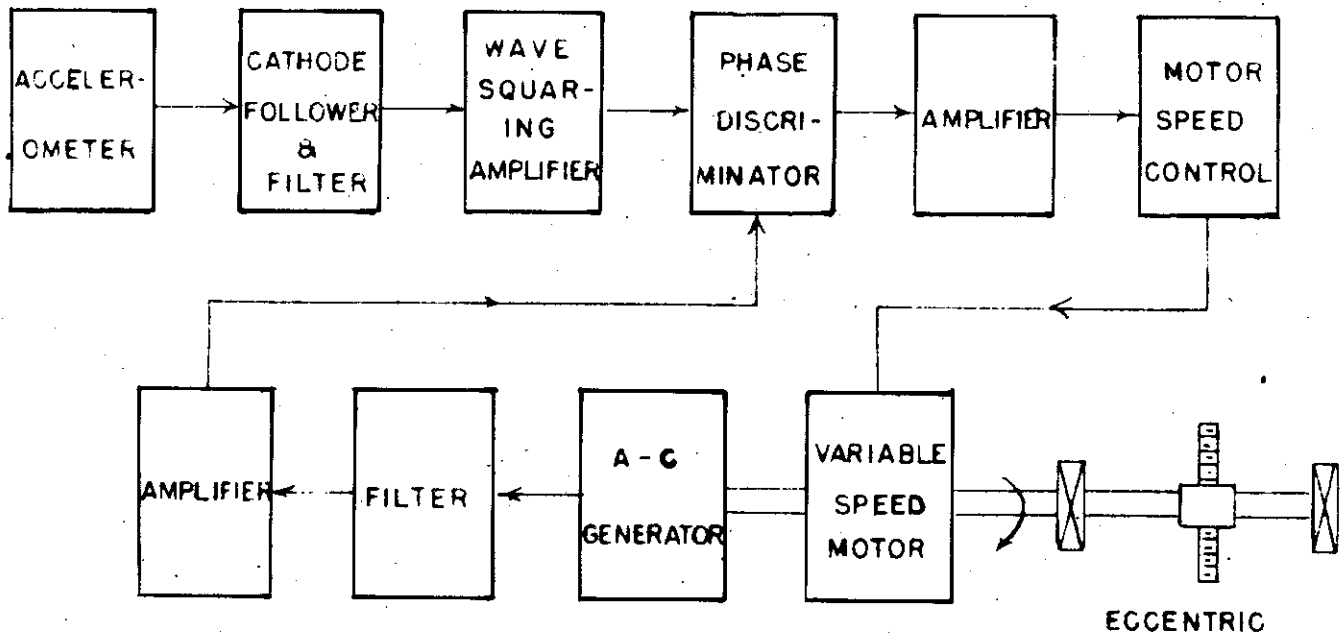 ACCELER-
OMETER
CATHODE
FOLLOWER
&
FILTER
WAVE
SQUAR-
ING
AMPLIFIER
PHASE
DISCRI-
MINATOR
AMPLIFIER
MOTOR
SPEED
CONTROL
AMPLIFIER
FILTER
A-C
GENERATOR
VARIABLE
SPEED
MOTOR
ECCENTRIC